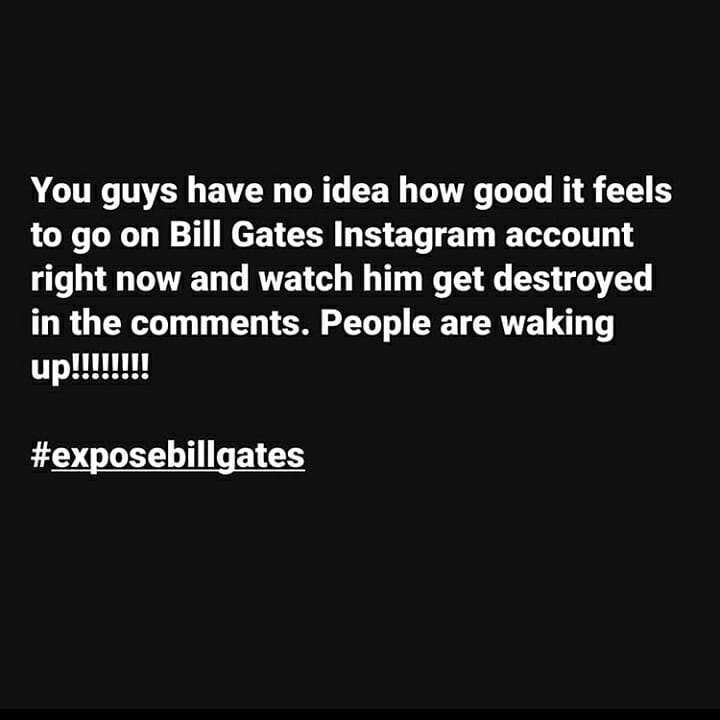 You guys have no idea how good it feels
to go on Bill Gates Instagram account
right now and watch him get destroyed
in the comments. People are waking
up!!!!!!!!
#exposebillgates